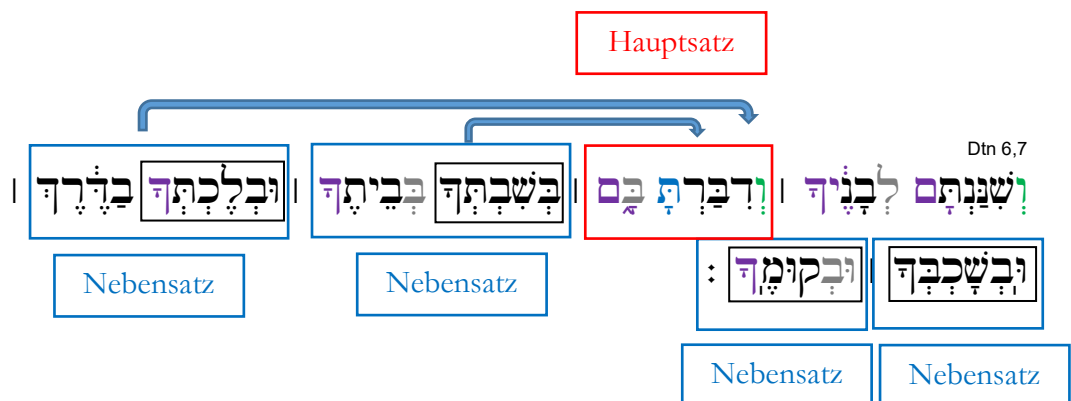 Hauptsatz
Dtn 6,7
וְשִׁנַּנְתָּם לְבָנֶ֔יךָ | וְדִבַּרְתָּ בָּ֑ם | בְּשִׁבְתְּךָ בְּבֵיתֶךָ | וּבְלֶכְתְּךָ בַדֶּ֔רֶךְ |
Nebensatz
Nebensatz
וּֽבְשָׁכְבְּךָ | וּבְקוּמֶֽךָ ׃
Nebensatz
Nebensatz